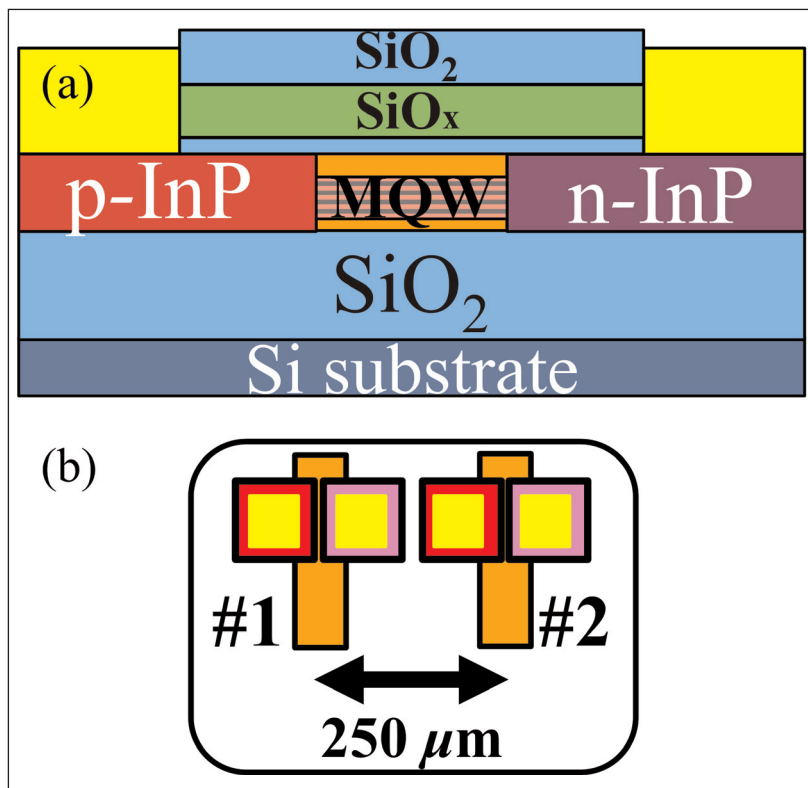 (a)
SiO₂
SiOx
p-InP MQW n-InP
SiO₂
Si substrate
(b)
#1 #2
250 μm